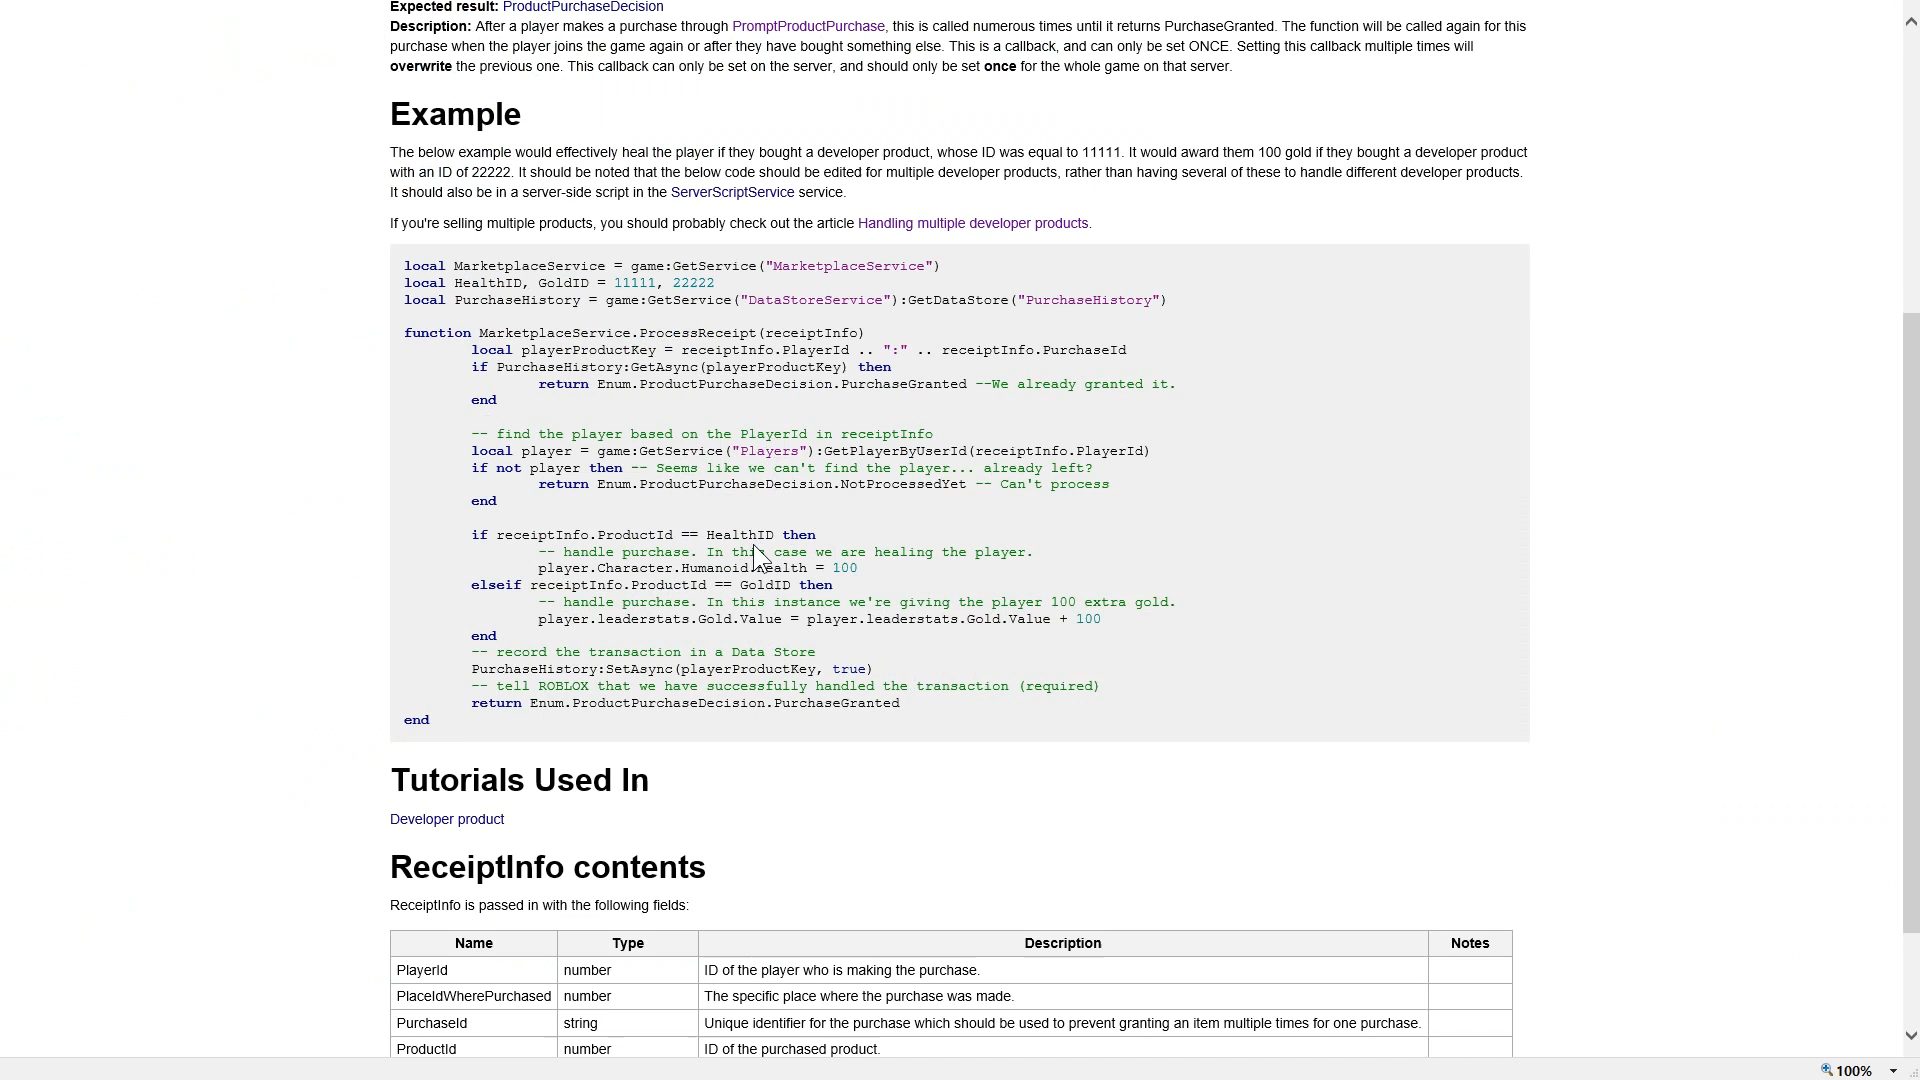 Expected result: ProductPurchaseDecision
Description: After a player makes a purchase through PromptProductPurchase, this is called numerous times until it returns PurchaseGranted. The function will be called again for this
purchase when the player joins the game again or after they have bought something else. This is a callback, and can only be set ONCE. Setting this callback multiple times will
overwrite the previous one. This callback can only be set on the server, and should only be set once for the whole game on that server.
Example
The below example would effectively heal the player if they bought a developer product, whose ID was equal to 11111. It would award them 100 gold if they bought a developer product
with an ID of 22222. It should be noted that the below code should be edited for multiple developer products, rather than having several of these to handle different developer products.
It should also be in a server-side script in the ServerScriptService service.
If you're selling multiple products, you should probably check out the article Handling multiple developer products.
local MarketplaceService = game:GetService("MarketplaceService")
local HealthID, GoldID = 11111, 22222
local PurchaseHistory = game:GetService("DataStoreService"):GetDataStore("PurchaseHistory")
function MarketplaceService.ProcessReceipt(receiptInfo)
local playerProductKey = receiptInfo.PlayerId .. ":" .. receiptInfo.PurchaseId
if PurchaseHistory:GetAsync(playerProductKey) then
return Enum.ProductPurchaseDecision.PurchaseGranted --We already granted it.
end
-- find the player based on the PlayerId in receiptInfo
local player = game:GetService("Players"):GetPlayerByUserId(receiptInfo.PlayerId)
if not player then -- Seems like we can't find the player... already left?
return Enum.ProductPurchaseDecision.NotProcessedYet -- Can't process
end
if receiptInfo.ProductId == HealthID then
-- handle purchase. In this case we are healing the player.
player.Character.Humanoid.Health = 100
elseif receiptInfo.ProductId == GoldID then
-- handle purchase. In this instance we're giving the player 100 extra gold.
player.leaderstats.Gold.Value = player.leaderstats.Gold.Value + 100
end
-- record the transaction in a Data Store
PurchaseHistory:SetAsync(playerProductKey, true)
-- tell ROBLOX that we have successfully handled the transaction (required)
return Enum.ProductPurchaseDecision.PurchaseGranted
end
Tutorials Used In
Developer product
ReceiptInfo contents
ReceiptInfo is passed in with the following fields:
Name Type Description Notes
PlayerId number ID of the player who is making the purchase.
PlaceIdWherePurchased number The specific place where the purchase was made.
PurchaseId string Unique identifier for the purchase which should be used to prevent granting an item multiple times for one purchase.
ProductId number ID of the purchased product.
100%